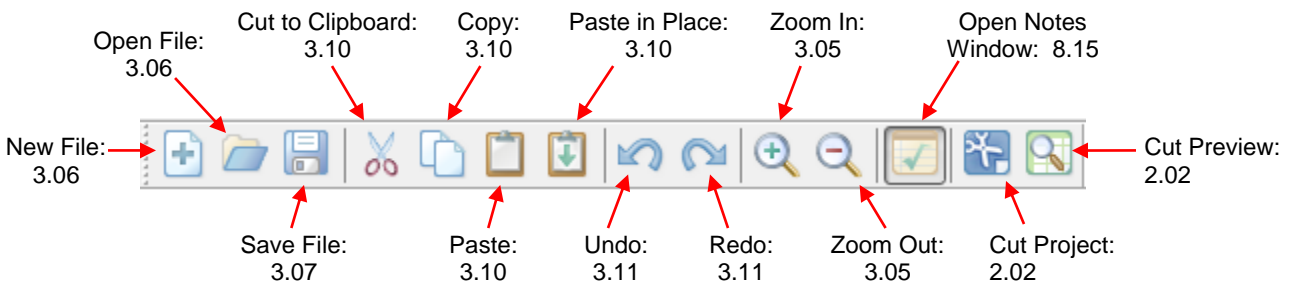 Open File:
3.06
Cut to Clipboard:
3.10
Copy:
3.10
Paste in Place:
3.10
Zoom In:
3.05
Open Notes
Window:  8.15
New File:
3.06
Cut Preview:
2.02
Save File:
3.07
Paste:
3.10
Undo:
3.11
Redo:
3.11
Zoom Out:
3.05
Cut Project:
2.02